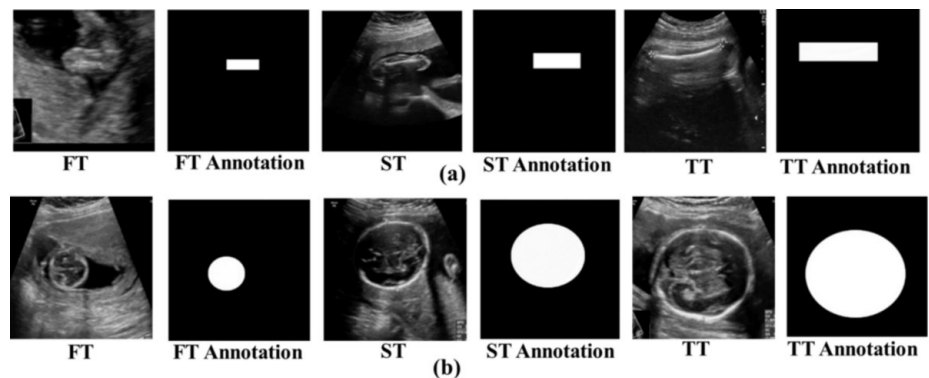 FT
FT Annotation
ST
ST Annotation
TT
TT Annotation
(a)
FT
FT Annotation
ST
ST Annotation
TT
TT Annotation
(b)